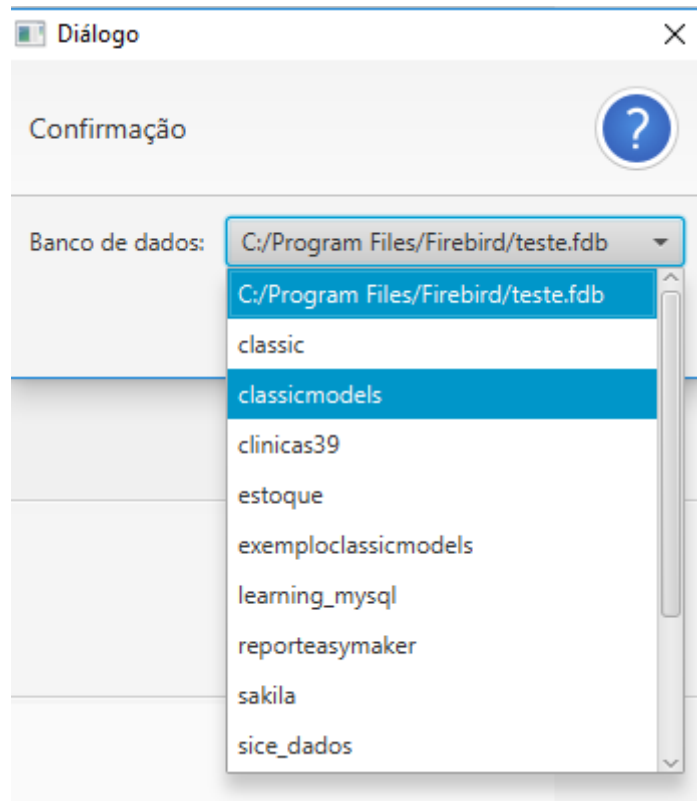 Diálogo
Confirmação
?
Banco de dados: C:/Program Files/Firebird/teste.fdb
C:/Program Files/Firebird/teste.fdb
classic
classicmodels
clinicas39
estoque
exemploclassicmodels
learning_mysql
reporteasymaker
sakila
sice_dados